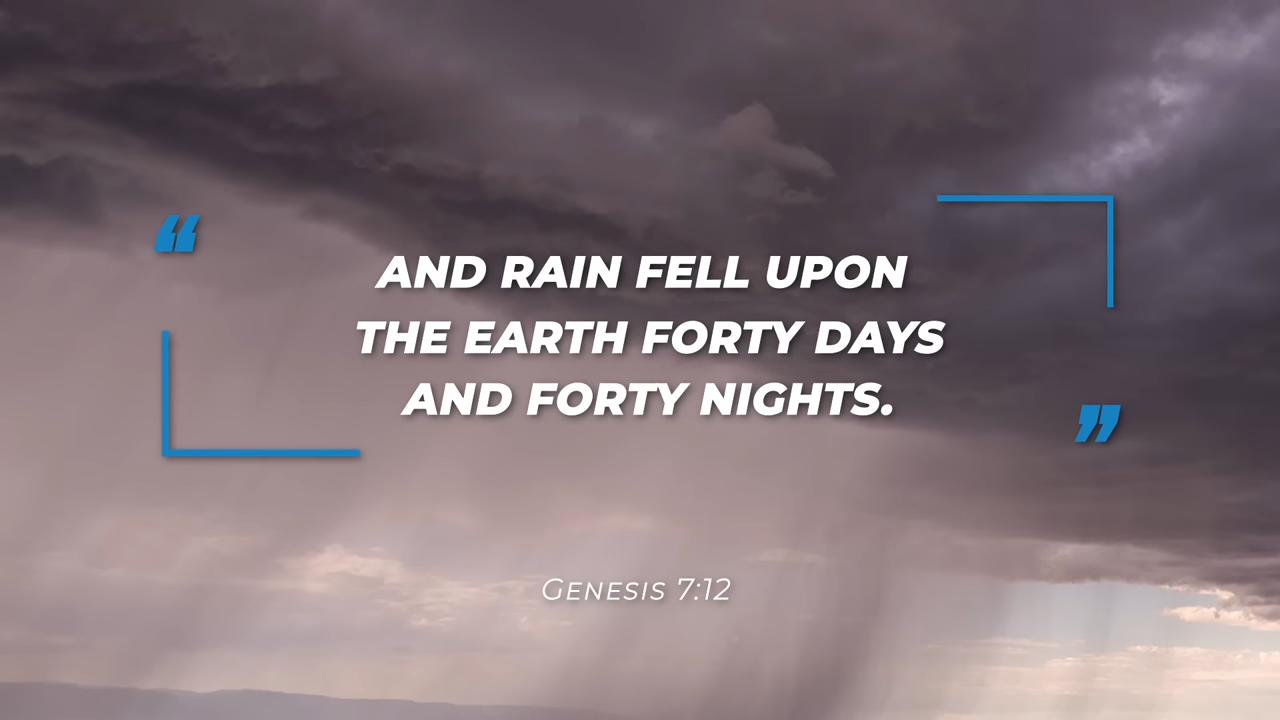 “
AND RAIN FELL UPON
THE EARTH FORTY DAYS
AND FORTY NIGHTS.
”
GENESIS 7:12